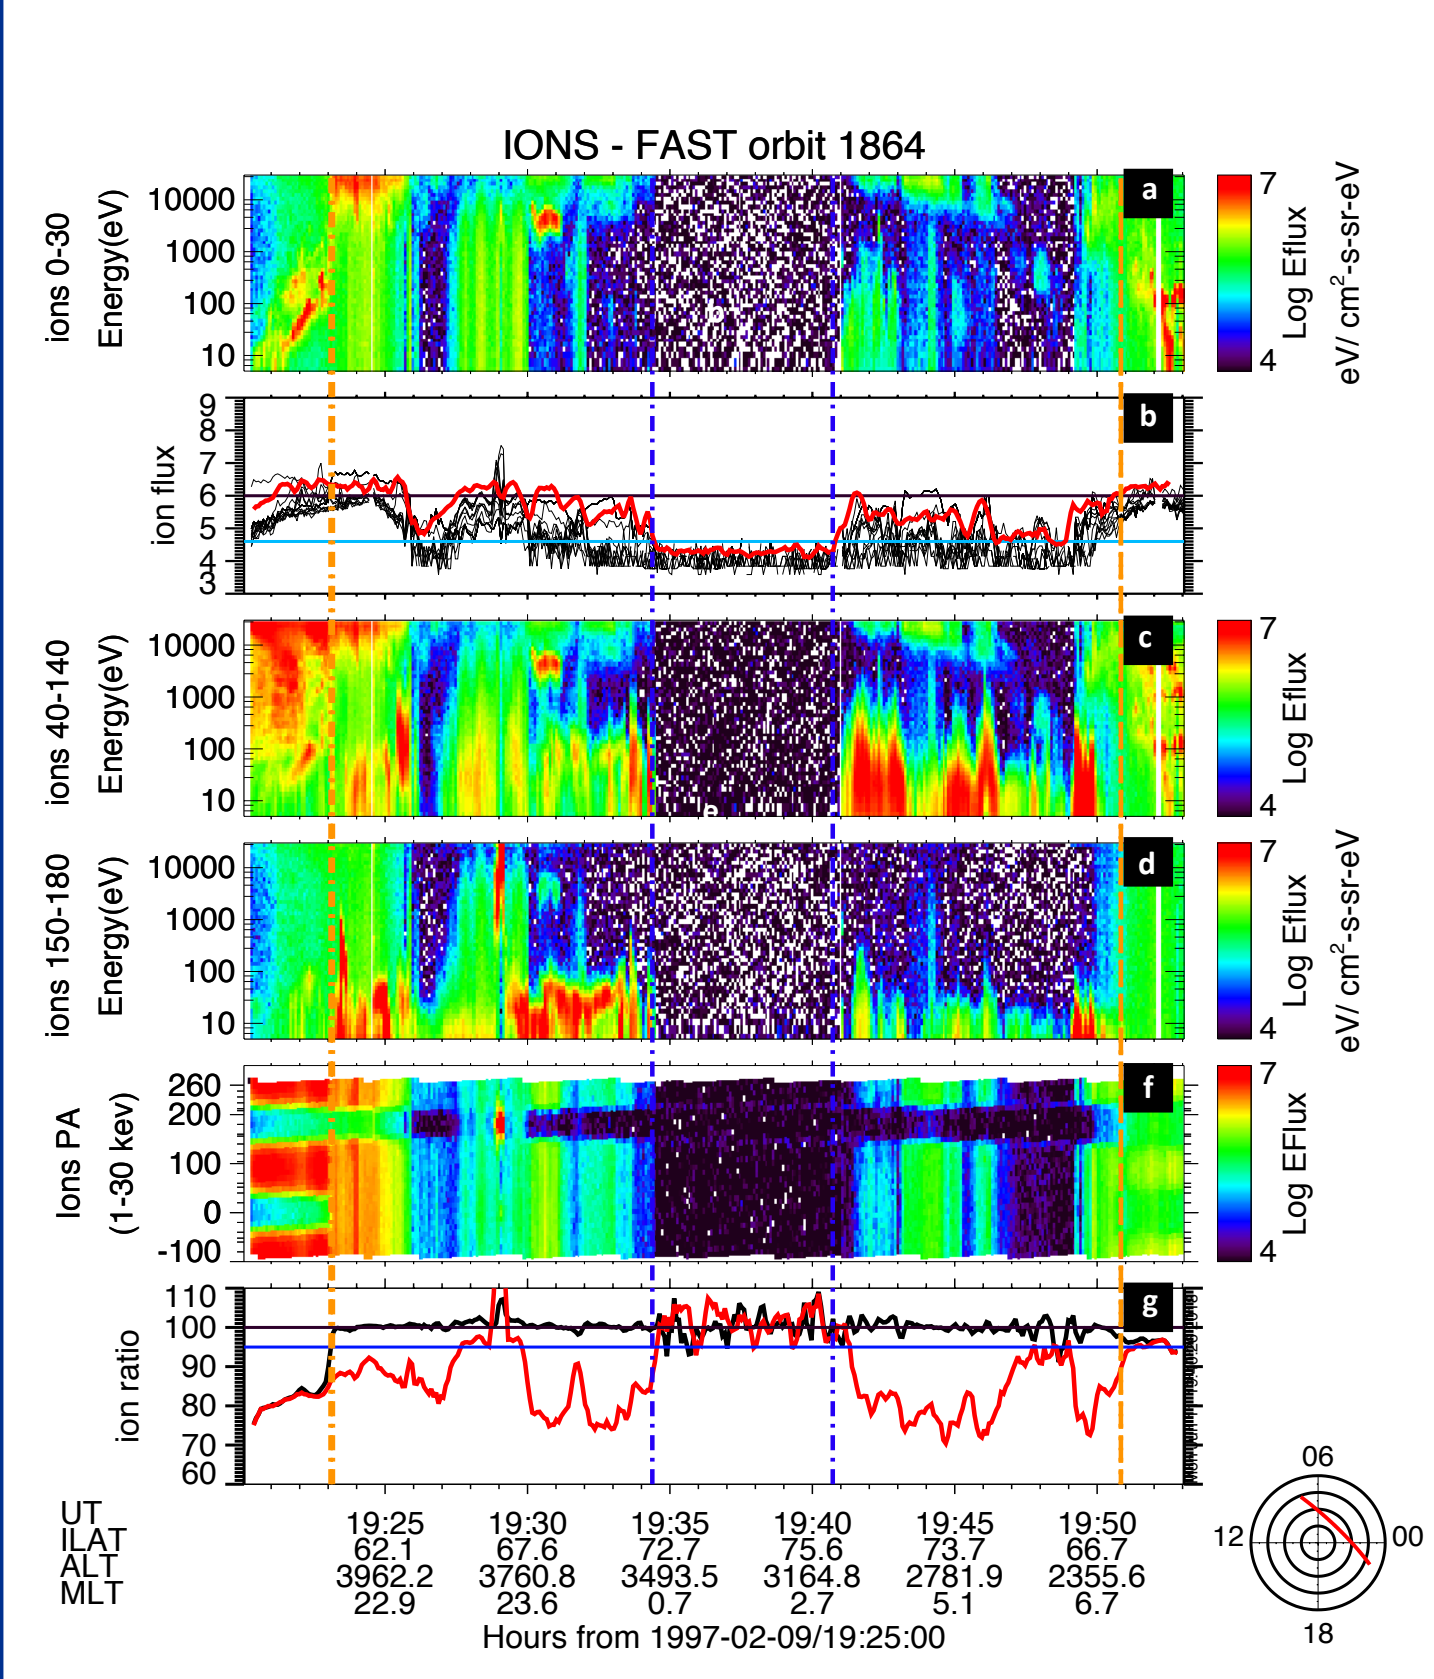 IONS - FAST orbit 1864
ions 0-30
Energy(eV)
10000
1000
100
10
a
7
4
Log Eflux
eV/ cm2-s-sr-eV
ion flux
9
8
7
6
5
4
3
b
ions 40-140
Energy(eV)
10000
1000
100
10
c
e
7
4
Log Eflux
ions 150-180
Energy(eV)
10000
1000
100
10
d
7
4
Log Eflux
eV/ cm2-s-sr-eV
Ions PA
(1-30 kev)
260
200
100
0
-100
f
7
4
Log EFlux
ion ratio
110
100
90
80
70
60
g
UT 19:25 19:30 19:35 19:40 19:45 19:50
ILAT 62.1 67.6 72.7 75.6 73.7 66.7
ALT 3962.2 3760.8 3493.5 3164.8 2781.9 2355.6
MLT 22.9 23.6 0.7 2.7 5.1 6.7
Hours from 1997-02-09/19:25:00
06
12 00
18